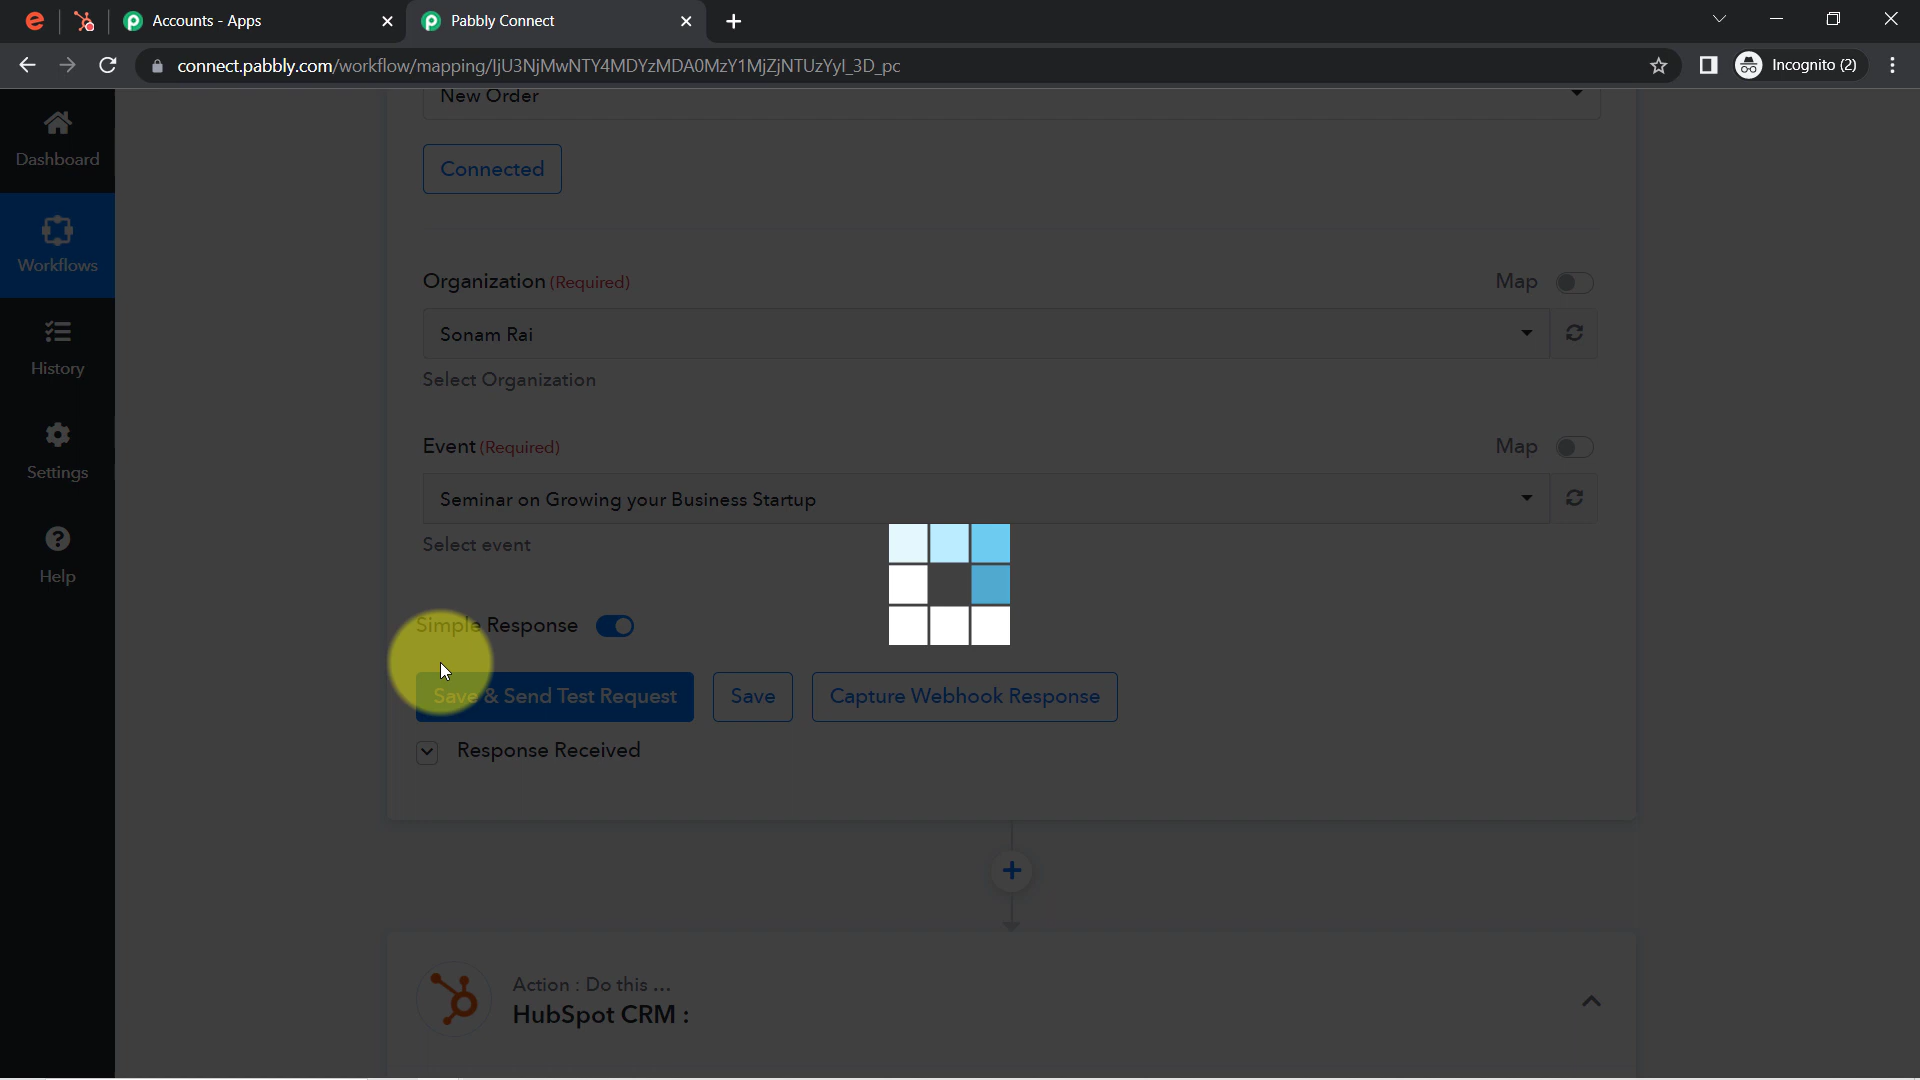 Accounts - Apps
Pabbly Connect
connect.pabbly.com/workflow/mapping/IjU3NjMwNTY4MDYzMDA0MzY1MjZjNTUzYyI_3D_pc
Incognito (2)
Dashboard
Workflows
History
Settings
Help
New Order
Connected
Organization (Required)
Map
Sonam Rai
Select Organization
Event (Required)
Map
Seminar on Growing your Business Startup
Select event
Simple Response
Save & Send Test Request
Save
Capture Webhook Response
Response Received
Action : Do this ...
HubSpot CRM :